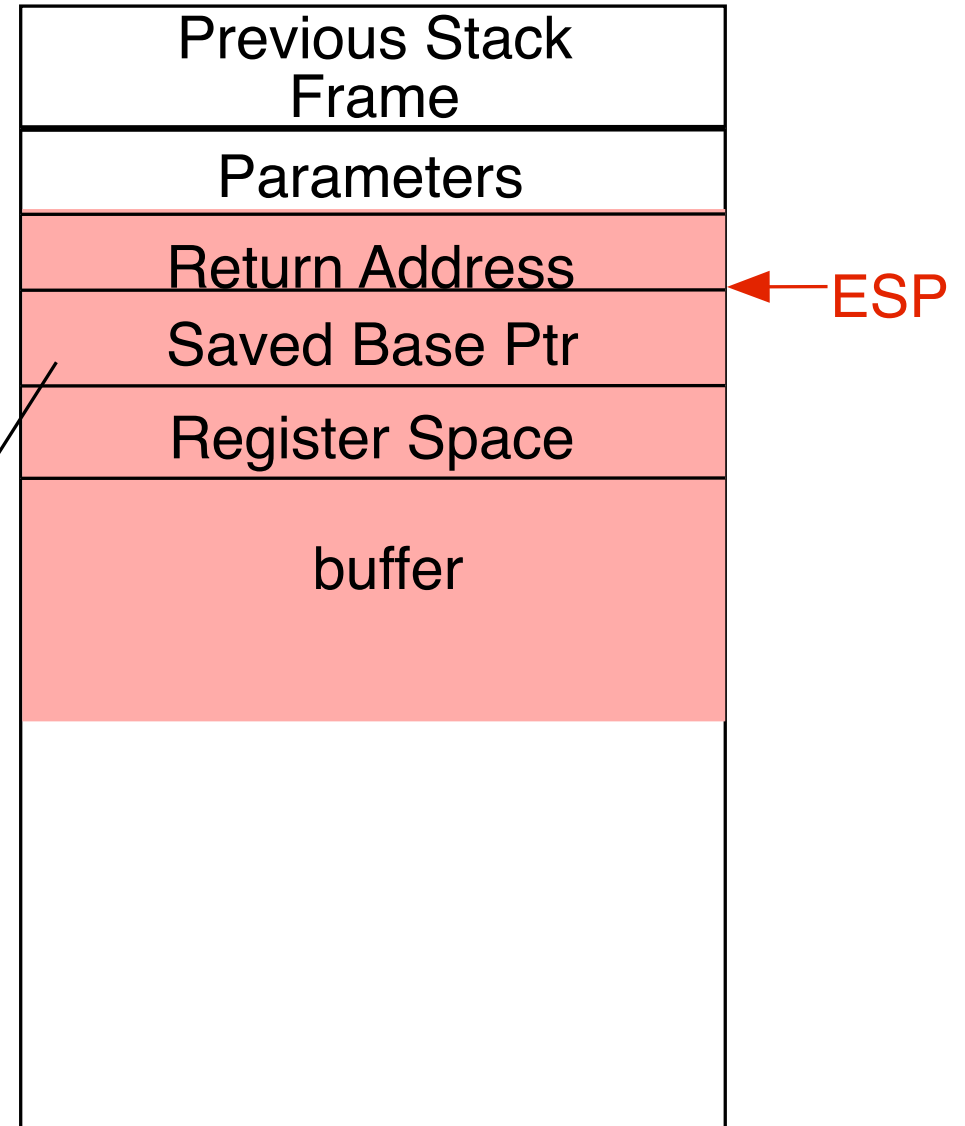 Previous Stack
Frame
Parameters
Return Address
ESP
Saved Base Ptr
Register Space
buffer